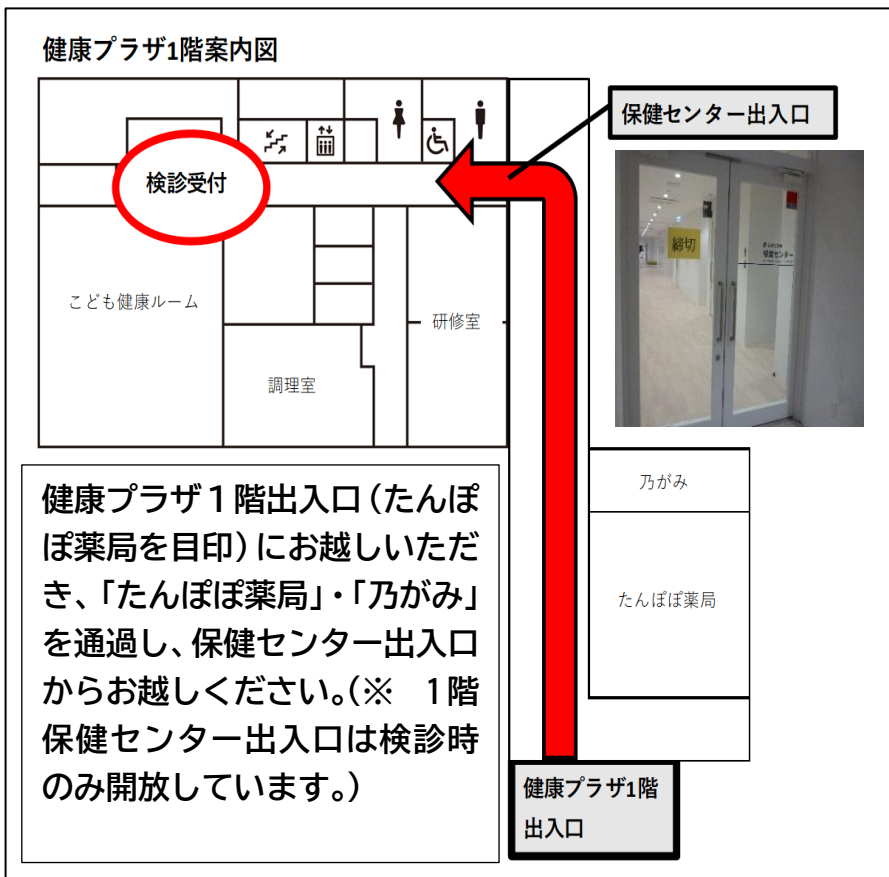 健康プラザ1階案内図
保健センター出入口
検診受付
締切
保健センター
こども健康ルーム
研修室
調理室
乃がみ
たんぽぽ薬局
健康プラザ１階出入口（たんぽ
ぽ薬局を目印）にお越しいただ
き、「たんぽぽ薬局」・「乃がみ」
を通過し、保健センター出入口
からお越しください。（※　1階
保健センター出入口は検診時
のみ開放しています。）
健康プラザ1階
出入口